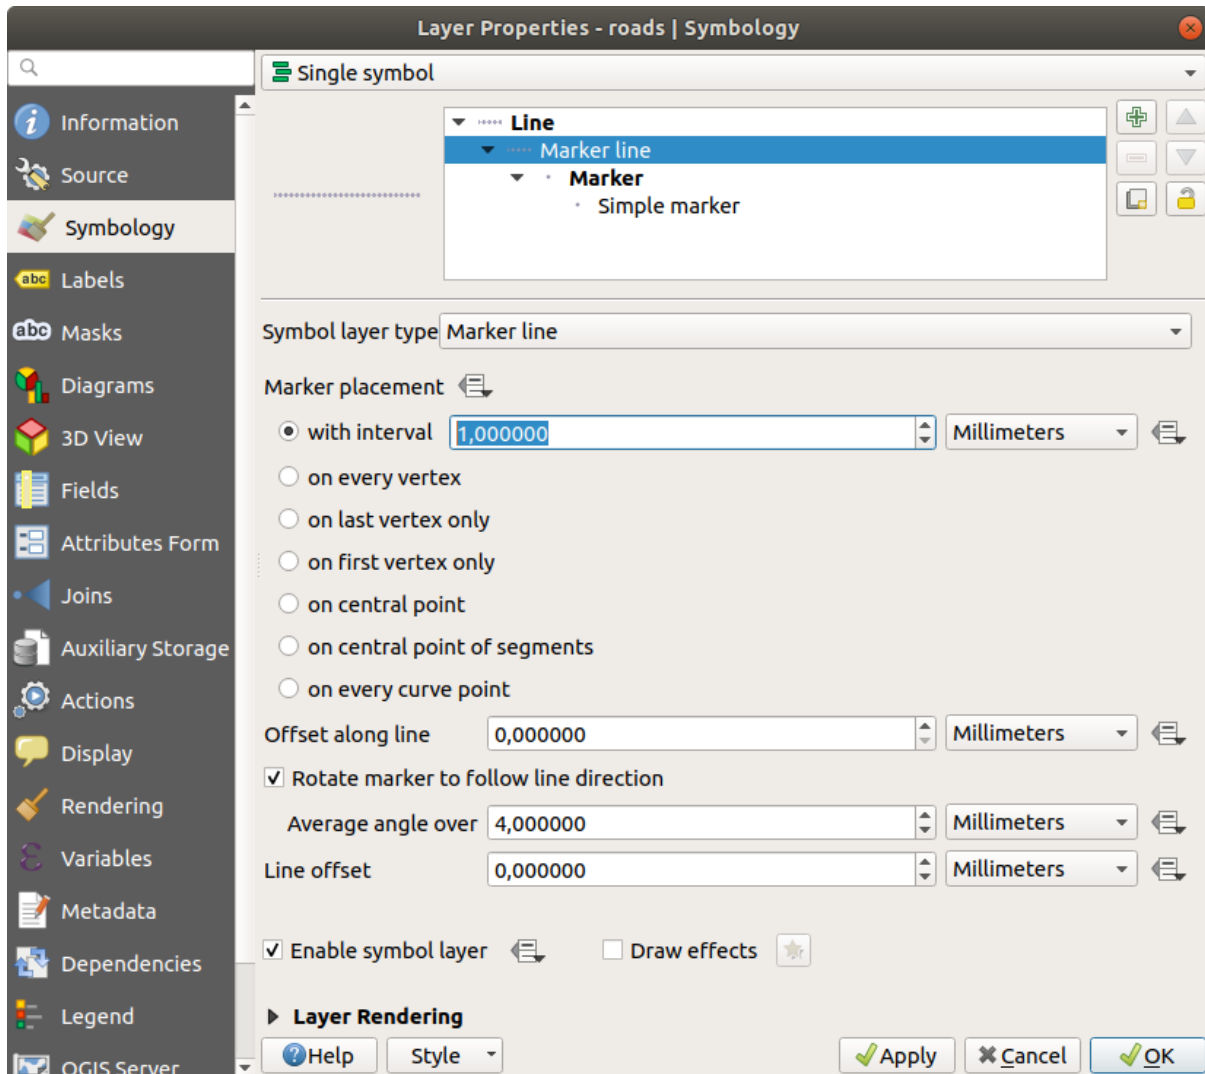 Layer Properties - roads | Symbology
Single symbol
Information
Source
Symbology
Labels
Masks
Diagrams
3D View
Fields
Attributes Form
Joins
Auxiliary Storage
Actions
Display
Rendering
Variables
Metadata
Dependencies
Legend
QGIS Server
Line
Marker line
Marker
Simple marker
Symbol layer type Marker line
Marker placement
with interval 1,000000 Millimeters
on every vertex
on last vertex only
on first vertex only
on central point
on central point of segments
on every curve point
Offset along line 0,000000 Millimeters
Rotate marker to follow line direction
Average angle over 4,000000 Millimeters
Line offset 0,000000 Millimeters
Enable symbol layer Draw effects
Layer Rendering
Help Style Apply Cancel OK